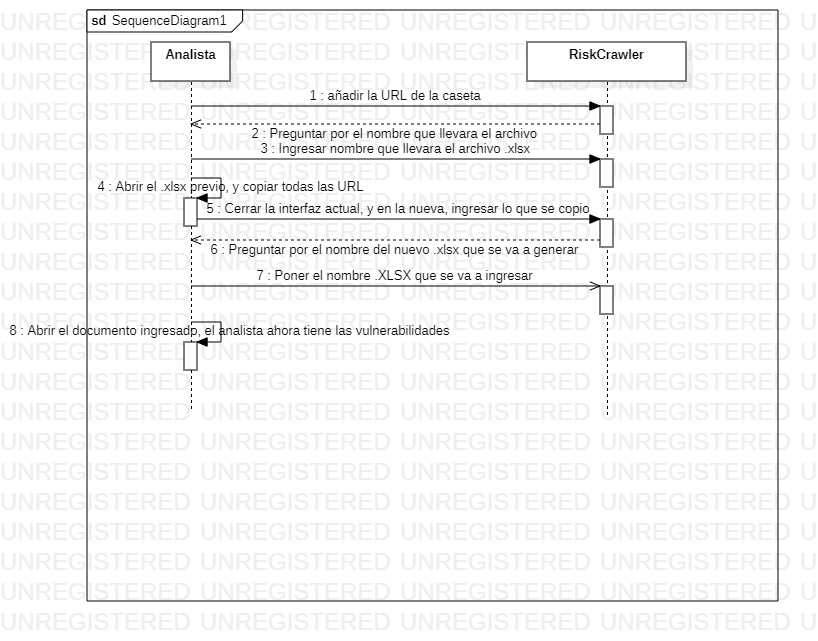 sd SequenceDiagram1
Analista
RiskCrawler
1 : añadir la URL de la caseta
2 : Preguntar por el nombre que llevara el archivo
3 : Ingresar nombre que llevara el archivo .xlsx
4 : Abrir el .xlsx previo, y copiar todas las URL
5 : Cerrar la interfaz actual, y en la nueva, ingresar lo que se copio
6 : Preguntar por el nombre del nuevo .xlsx que se va a generar
7 : Poner el nombre .XLSX que se va a ingresar
8 : Abrir el documento ingresado, el analista ahora tiene las vulnerabilidades
UNREGISTERED UNREGISTERED UNREGISTERED UNREGISTERED U